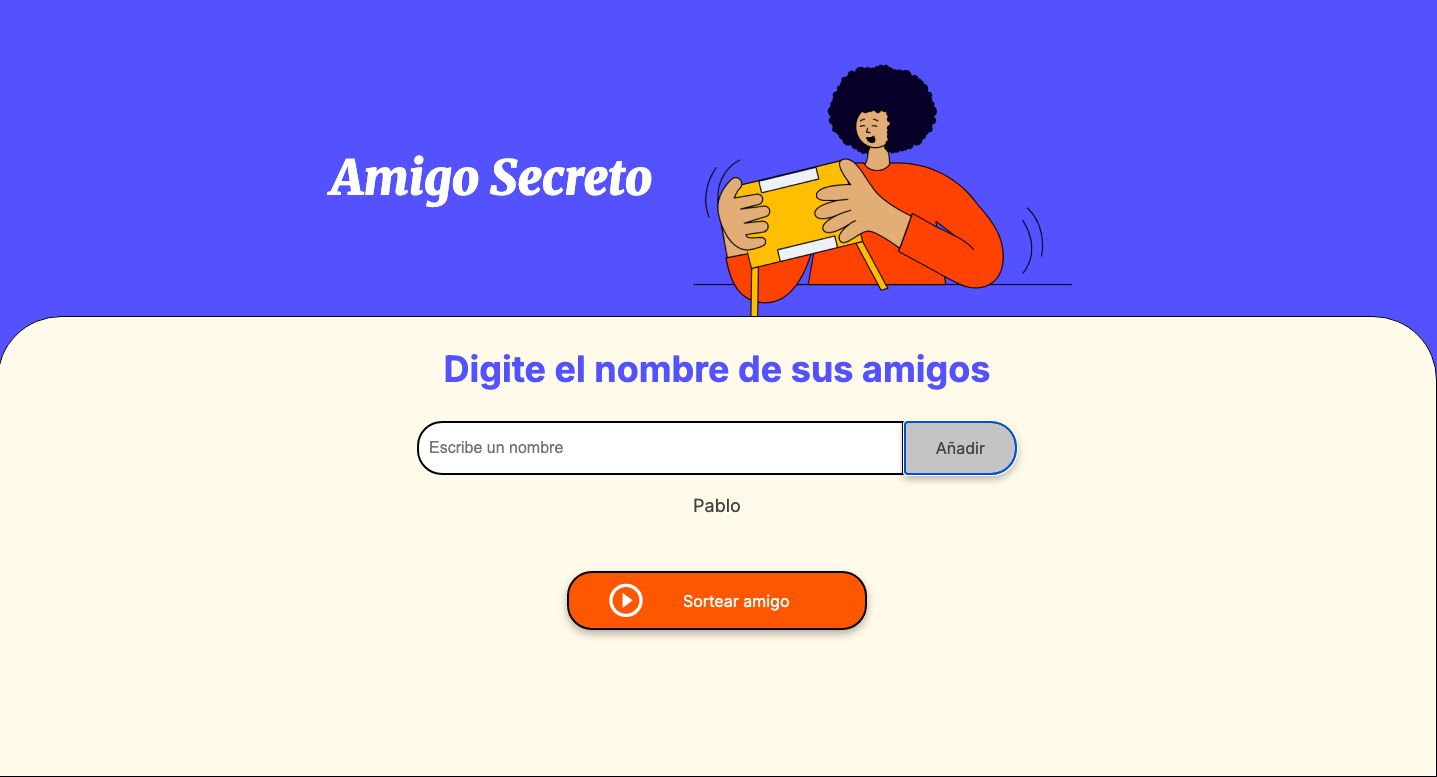 Amigo Secreto
Digite el nombre de sus amigos
Escribe un nombre
Añadir
Pablo
Sortear amigo